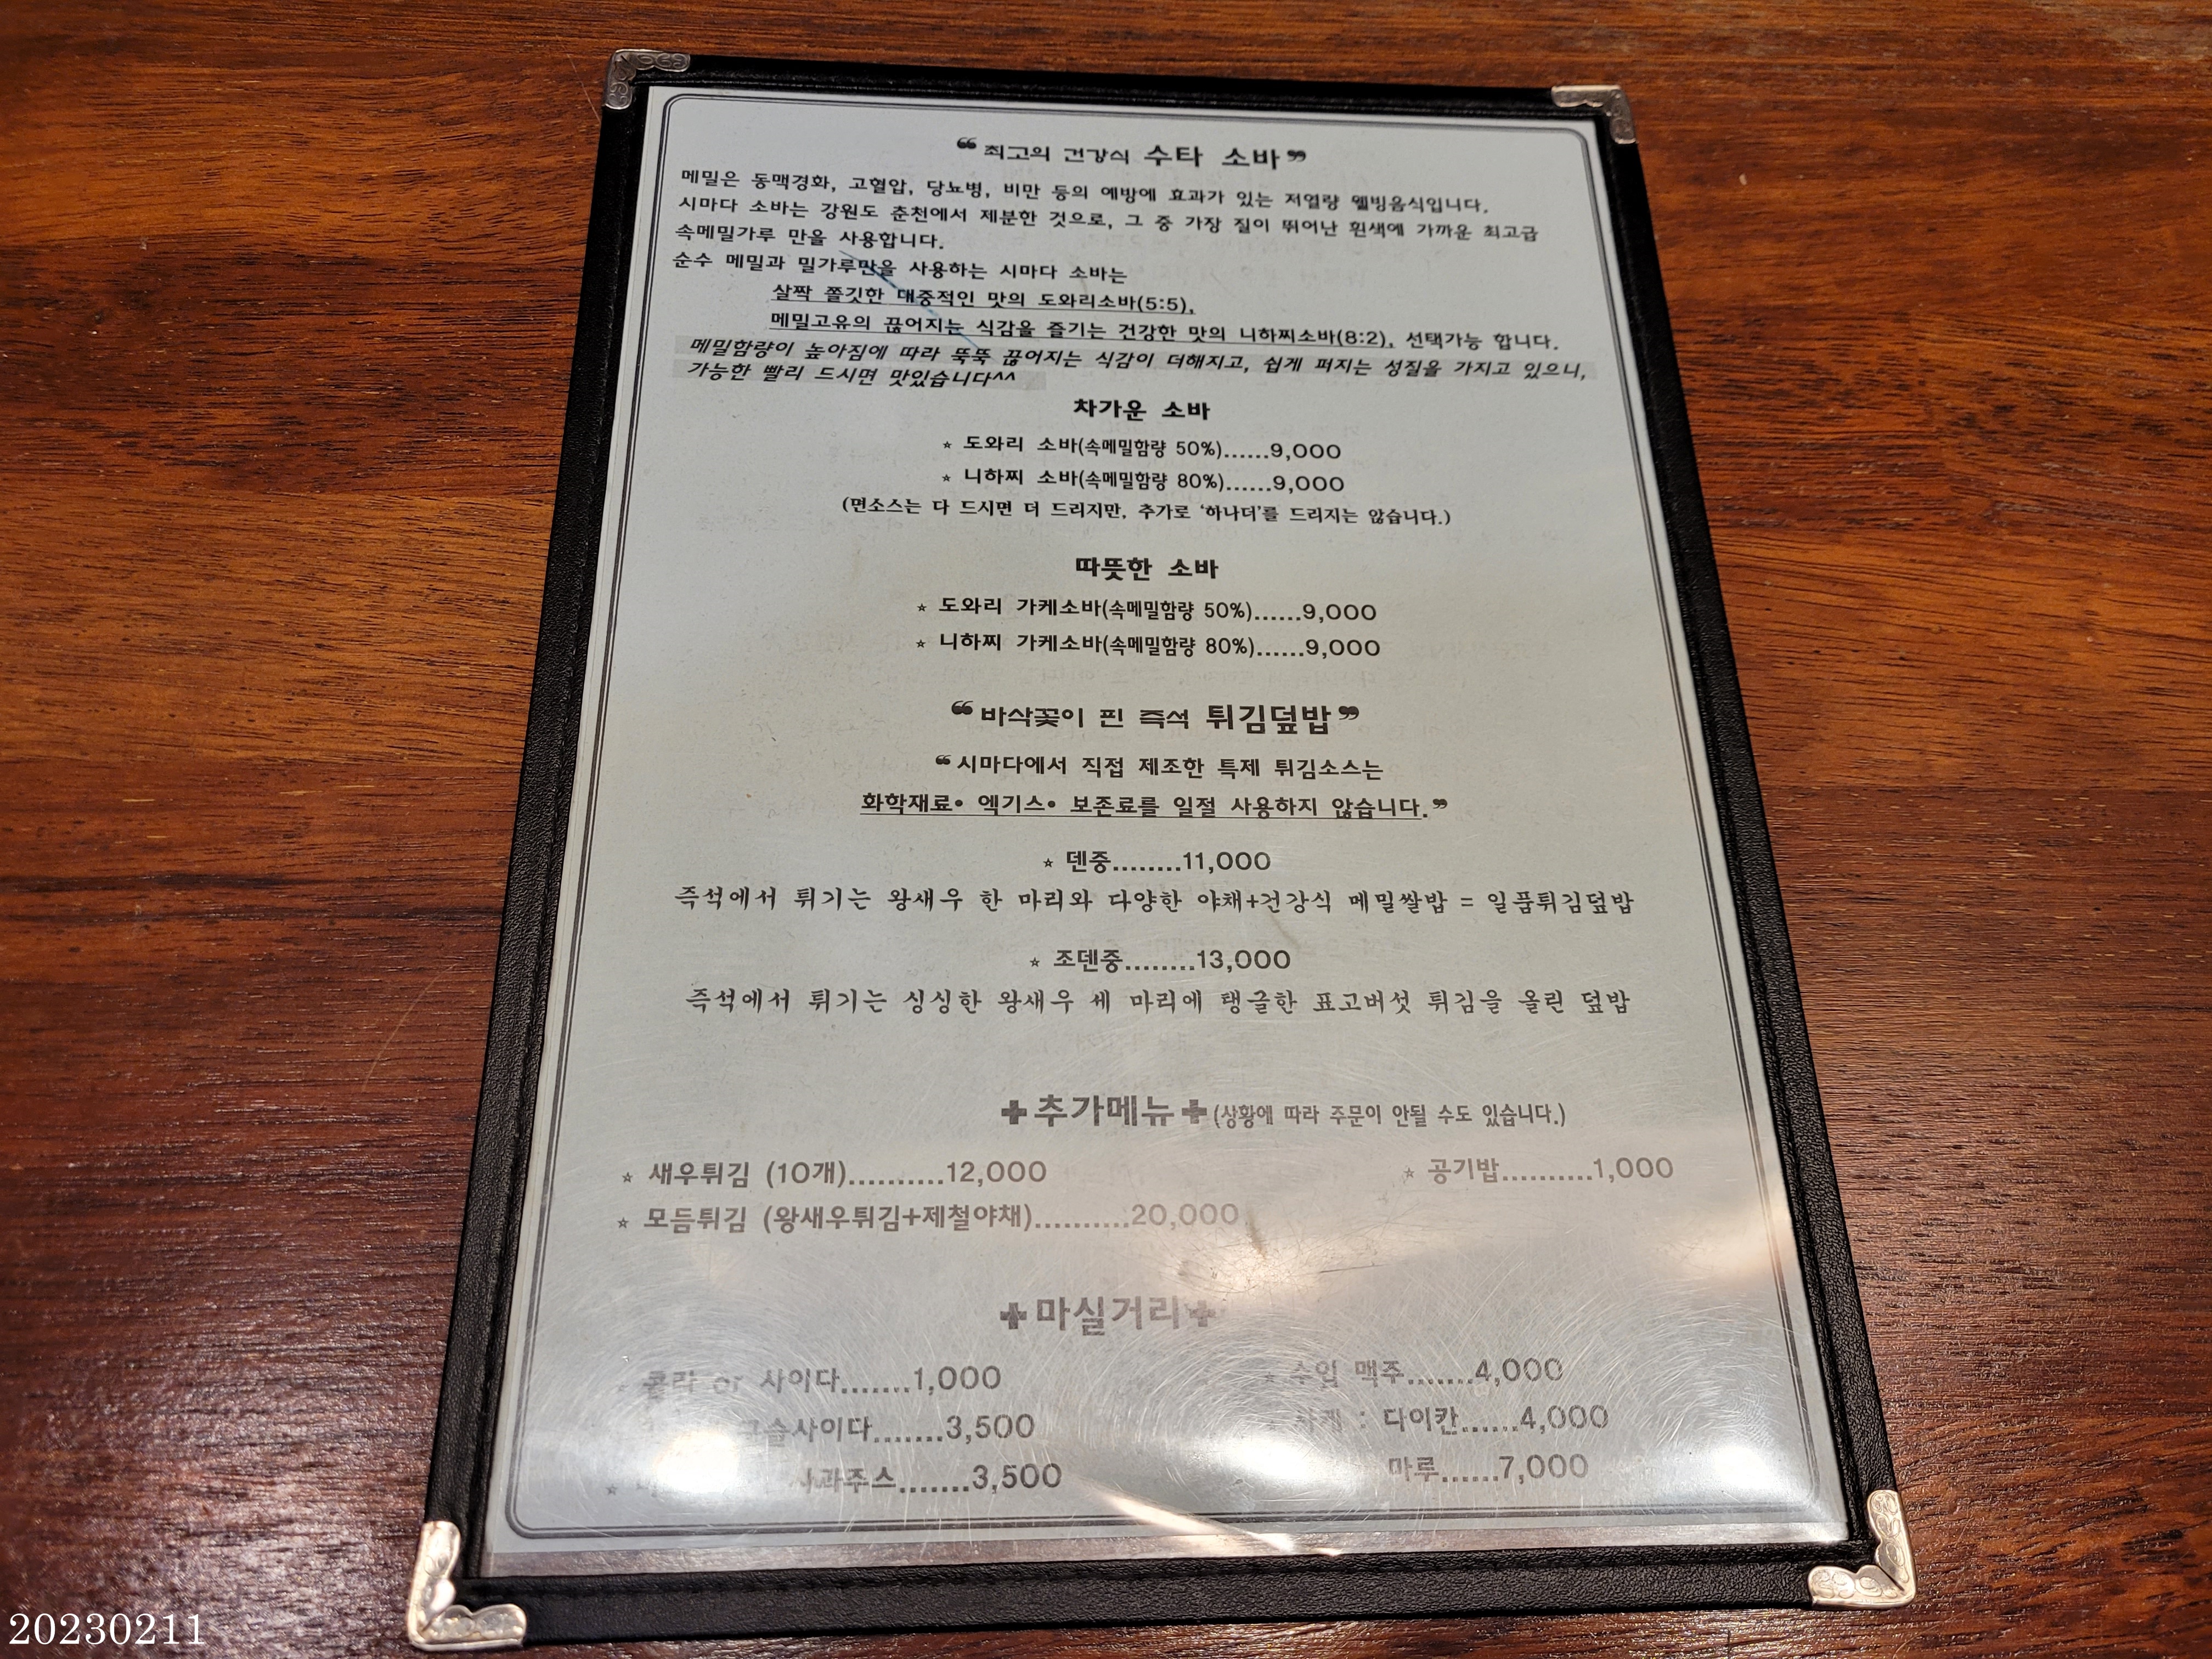 ❝최고의 건강식 수타 소바❞
메밀은 동맥경화, 고혈압, 당뇨병, 비만 등의 예방에 효과가 있는 저열량 웰빙음식입니다.
시마다 소바는 강원도 춘천에서 제분한 것으로, 그 중 가장 질이 뛰어난 흰색에 가까운 최고급
속메밀가루 만을 사용합니다.
순수 메밀과 밀가루만을 사용하는 시마다 소바는
살짝 쫄깃한 대중적인 맛의 도와리소바(5:5),
메밀고유의 끊어지는 식감을 즐기는 건강한 맛의 니하찌소바(8:2), 선택가능 합니다.
메밀함량이 높아짐에 따라 뚝뚝 끊어지는 식감이 더해지고, 쉽게 퍼지는 성질을 가지고 있으니,
가능한 빨리 드시면 맛있습니다^^
차가운 소바
☆ 도와리 소바(속메밀함량 50%)......9,000
☆ 니하찌 소바(속메밀함량 80%)......9,000
(면소스는 다 드시면 더 드리지만, 추가로 '하나더'를 드리지는 않습니다.)
따뜻한 소바
☆ 도와리 가케소바(속메밀함량 50%)......9,000
☆ 니하찌 가케소바(속메밀함량 80%)......9,000
❝바삭꽃이 핀 즉석 튀김덮밥❞
❝시마다에서 직접 제조한 특제 튀김소스는
화학재료• 엑기스• 보존료를 일절 사용하지 않습니다.❞
☆ 덴중........11,000
즉석에서 튀기는 왕새우 한 마리와 다양한 야채+건강식 메밀쌀밥 = 일품튀김덮밥
☆ 조덴중........13,000
즉석에서 튀기는 싱싱한 왕새우 세 마리에 탱글한 표고버섯 튀김을 올린 덮밥
✚추가메뉴✚(상황에 따라 주문이 안될 수도 있습니다.)
☆ 새우튀김 (10개)..........12,000
☆ 공기밥..........1,000
☆ 모듬튀김 (왕새우튀김+제철야채)..........20,000
✚마실거리✚
콜라 or 사이다.......1,000
☆ 수입 맥주.......4,000
3,500
사케 : 다이칸......4,000
사과주스.......3,500
마루......7,000
20230211